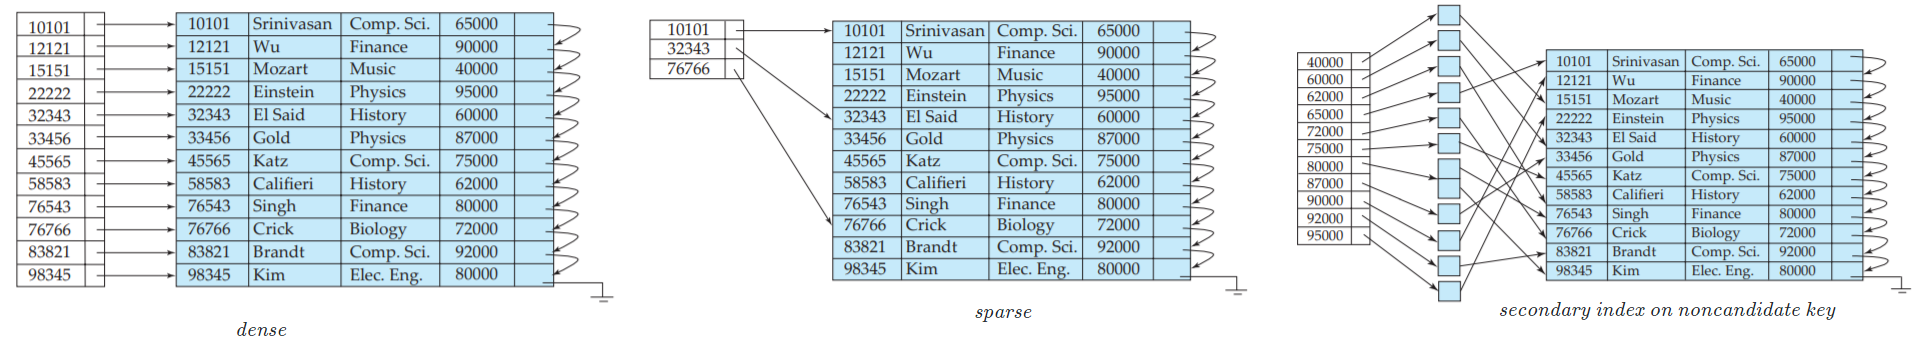 10101 10101 Srinivasan Comp. Sci. 65000
12121 12121 Wu Finance 90000
15151 15151 Mozart Music 40000
22222 22222 Einstein Physics 95000
32343 32343 El Said History 60000
33456 33456 Gold Physics 87000
45565 45565 Katz Comp. Sci. 75000
58583 58583 Califieri History 62000
76543 76543 Singh Finance 80000
76766 76766 Crick Biology 72000
83821 83821 Brandt Comp. Sci. 92000
98345 98345 Kim Elec. Eng. 80000
dense
10101
32343
76766
10101 Srinivasan Comp. Sci. 65000
12121 Wu Finance 90000
15151 Mozart Music 40000
22222 Einstein Physics 95000
32343 El Said History 60000
33456 Gold Physics 87000
45565 Katz Comp. Sci. 75000
58583 Califieri History 62000
76543 Singh Finance 80000
76766 Crick Biology 72000
83821 Brandt Comp. Sci. 92000
98345 Kim Elec. Eng. 80000
sparse
40000
60000
62000
65000
72000
75000
80000
87000
90000
92000
95000
10101 Srinivasan Comp. Sci. 65000
12121 Wu Finance 90000
15151 Mozart Music 40000
22222 Einstein Physics 95000
32343 El Said History 60000
33456 Gold Physics 87000
45565 Katz Comp. Sci. 75000
58583 Califieri History 62000
76543 Singh Finance 80000
76766 Crick Biology 72000
83821 Brandt Comp. Sci. 92000
98345 Kim Elec. Eng. 80000
secondary index on noncandidate key